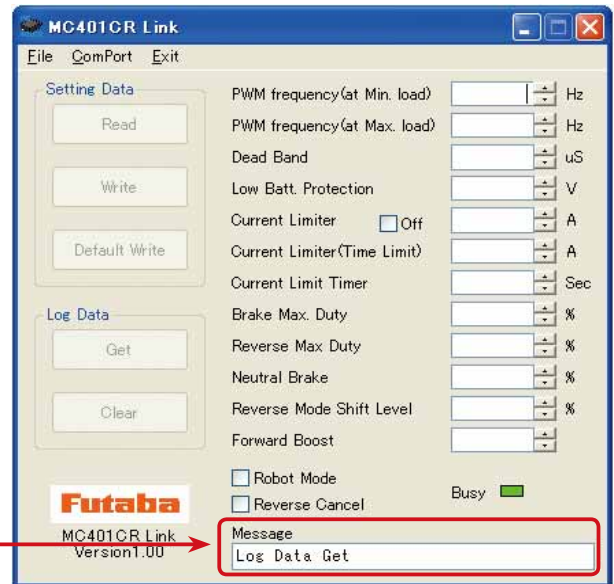 MC401CR Link
File ComPort Exit
Setting Data
Read
Write
Default Write
Log Data
Get
Clear
PWM frequency(at Min. load) Hz
PWM frequency(at Max. load) Hz
Dead Band uS
Low Batt. Protection V
Current Limiter Off A
Current Limiter(Time Limit) A
Current Limit Timer Sec
Brake Max. Duty %
Reverse Max Duty %
Neutral Brake %
Reverse Mode Shift Level %
Forward Boost
Robot Mode
Reverse Cancel
Busy
Futaba
MC401CR Link
Version1.00
Message
Log Data Get